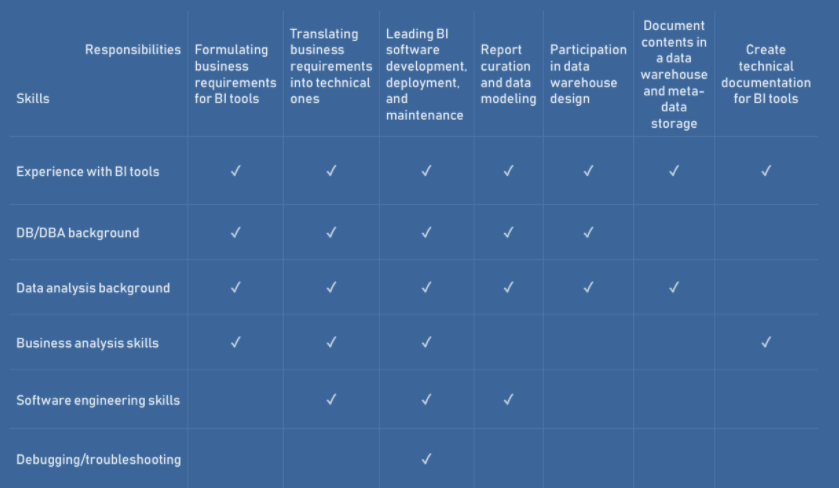 Responsibilities
Skills
Formulating
business
requirements
for BI tools
Translating
business
requirements
into technical
ones
Leading BI
software
development,
deployment,
and
maintenance
Report
curation
and data
modeling
Participation
in data
warehouse
design
Document
contents in
a data
warehouse
and meta-
data
storage
Create
technical
documentation
for BI tools
Experience with BI tools ✓ ✓ ✓ ✓ ✓ ✓ ✓
DB/DBA background ✓ ✓ ✓ ✓ ✓
Data analysis background ✓ ✓ ✓ ✓ ✓ ✓
Business analysis skills ✓ ✓ ✓ ✓
Software engineering skills ✓ ✓ ✓
Debugging/troubleshooting ✓